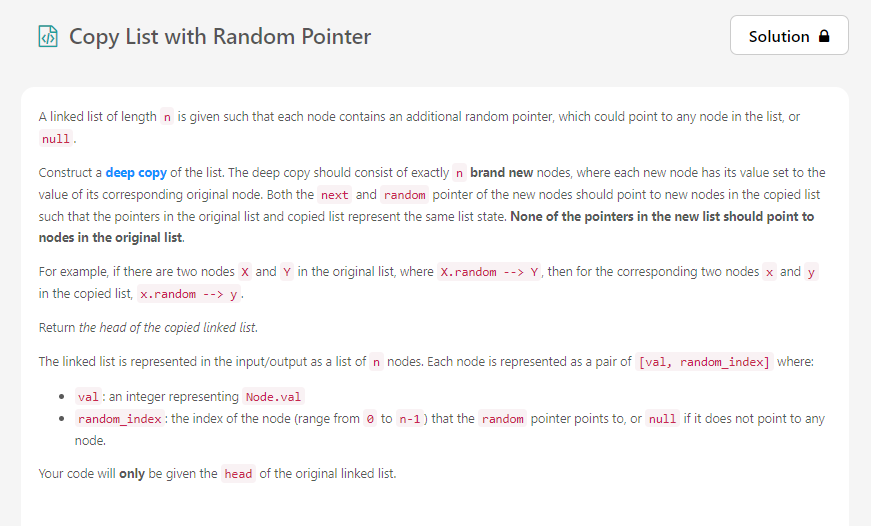 Copy List with Random Pointer
Solution
A linked list of length n is given such that each node contains an additional random pointer, which could point to any node in the list, or
null.
Construct a deep copy of the list. The deep copy should consist of exactly n brand new nodes, where each new node has its value set to the
value of its corresponding original node. Both the next and random pointer of the new nodes should point to new nodes in the copied list
such that the pointers in the original list and copied list represent the same list state. None of the pointers in the new list should point to
nodes in the original list.
For example, if there are two nodes X and Y in the original list, where X.random --> Y, then for the corresponding two nodes x and y
in the copied list, x.random --> y.
Return the head of the copied linked list.
The linked list is represented in the input/output as a list of n nodes. Each node is represented as a pair of [val, random_index] where:
• val: an integer representing Node.val
• random_index: the index of the node (range from 0 to n-1) that the random pointer points to, or null if it does not point to any
node.
Your code will only be given the head of the original linked list.